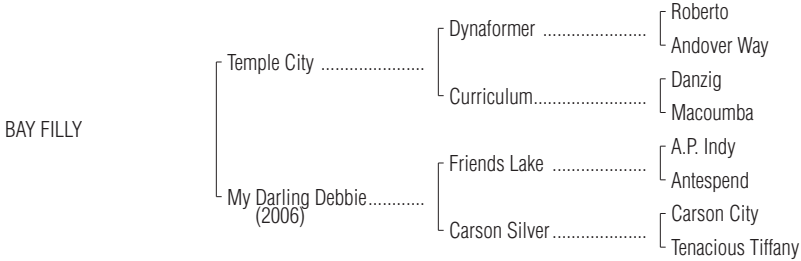 Roberto
Dynaformer ......................
Andover Way
Temple City ......................
Danzig
Curriculum........................
Macoumba
BAY FILLY
A.P. Indy
Friends Lake ....................
Antespend
My Darling Debbie............
(2006)
Carson City
Carson Silver....................
Tenacious Tiffany